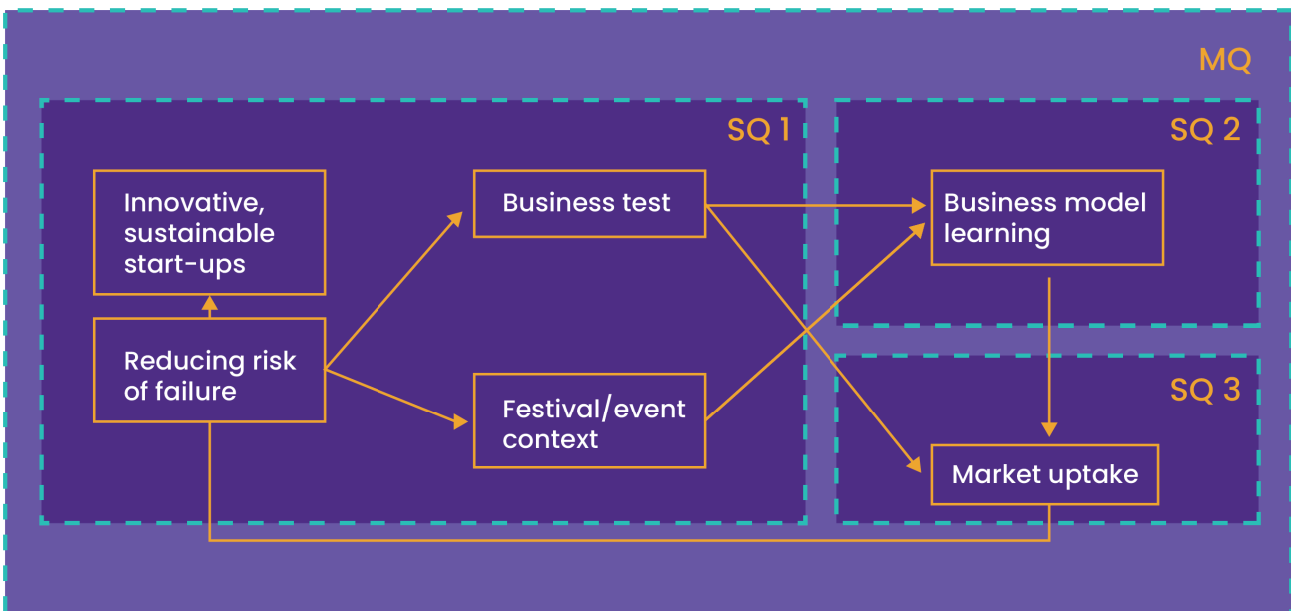 MQ
SQ 1
Innovative,
sustainable
start-ups
Reducing risk
of failure
Business test
Festival/event
context
SQ 2
Business model
learning
SQ 3
Market uptake